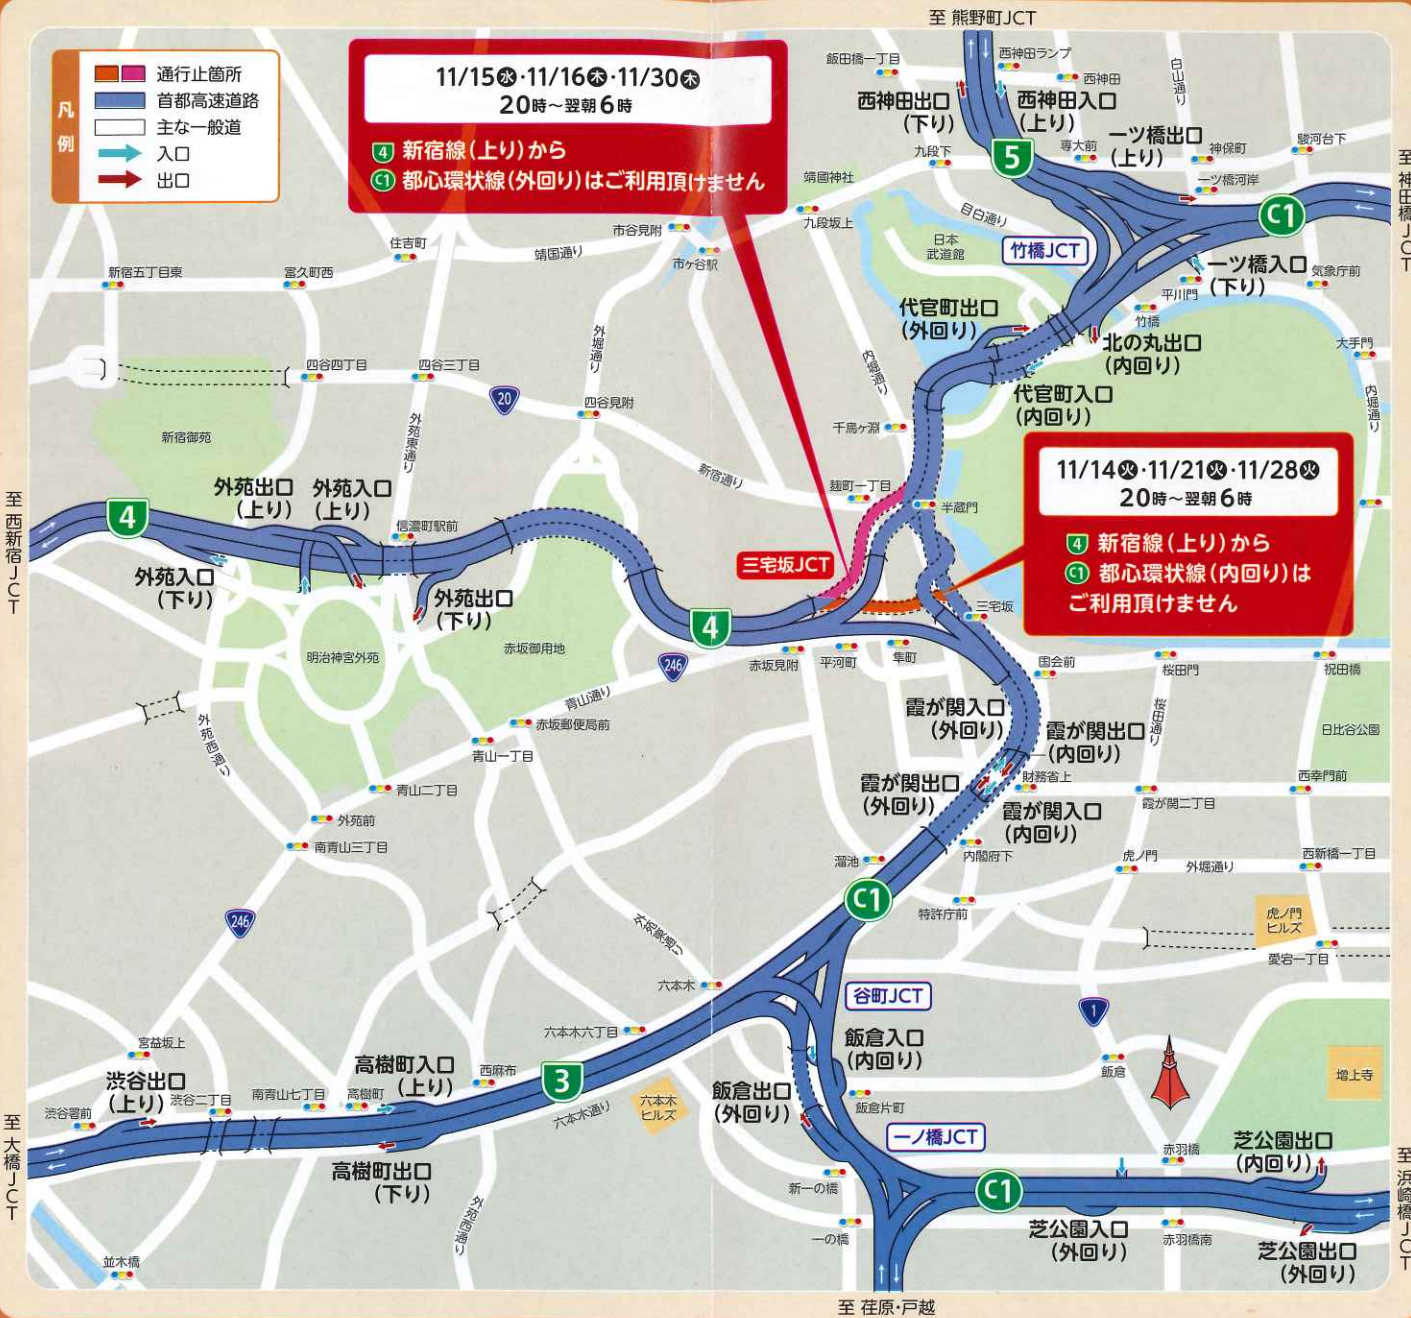 至 熊野町JCT
凡例
通行止箇所
首都高速道路
主な一般道
入口
出口
11/15水・11/16木・11/30木
20時～翌朝6時
4 新宿線(上り)から
C1 都心環状線(外回り)はご利用頂けません
飯田橋一丁目
西神田ランプ
西神田
白山通り
西神田出口
(下り)
西神田入口
(上り)
5
専大前
一ツ橋出口
(上り)
神保町
駿河台下
至 神田橋JCT
九段下
一ツ橋河岸
C1
靖國神社
九段坂上
目白通り
日本
武道館
竹橋JCT
一ツ橋入口
(下り)
気象庁前
平川門
竹橋
市谷見附
市ヶ谷駅
住吉町
靖国通り
新宿五丁目東
富久町西
代官町出口
(外回り)
北の丸出口
(内回り)
大手門
代官町入口
(内回り)
内堀通り
内堀通り
外堀通り
四谷四丁目
四谷三丁目
20
四谷見附
外苑東通り
新宿御苑
千鳥ヶ淵
新宿通り
麹町一丁目
半蔵門
11/14火・11/21火・11/28火
20時～翌朝6時
4 新宿線(上り)から
C1 都心環状線(内回り)は
ご利用頂けません
至 西新宿JCT
4
外苑出口
(上り)
外苑入口
(上り)
信濃町駅前
外苑入口
(下り)
外苑出口
(下り)
三宅坂JCT
三宅坂
4
明治神宮外苑
赤坂御用地
246
赤坂見附
平河町
隼町
国会前
桜田門
祝田橋
青山通り
赤坂郵便局前
青山一丁目
外苑西通り
霞が関入口
(外回り)
霞が関出口
(内回り)
桜田通り
日比谷公園
霞が関出口
(外回り)
財務省上
霞が関入口
(内回り)
霞が関二丁目
西幸門前
青山二丁目
外苑前
南青山三丁目
溜池
内閣府下
虎ノ門
外堀通り
西新橋一丁目
C1
特許庁前
虎ノ門
ヒルズ
愛宕一丁目
246
外苑東通り
六本木
谷町JCT
1
六本木六丁目
飯倉入口
(内回り)
飯倉
増上寺
宮益坂上
渋谷出口
(上り)
渋谷二丁目
渋谷署前
南青山七丁目
高樹町
高樹町入口
(上り)
西麻布
3
六本木通り
六本木
ヒルズ
飯倉出口
(外回り)
飯倉片町
一ノ橋JCT
至 大橋JCT
高樹町出口
(下り)
赤羽橋
芝公園出口
(内回り)
至 浜崎橋JCT
新一の橋
C1
一の橋
芝公園入口
(外回り)
赤羽橋南
芝公園出口
(外回り)
外苑西通り
並木橋
至 荏原・戸越